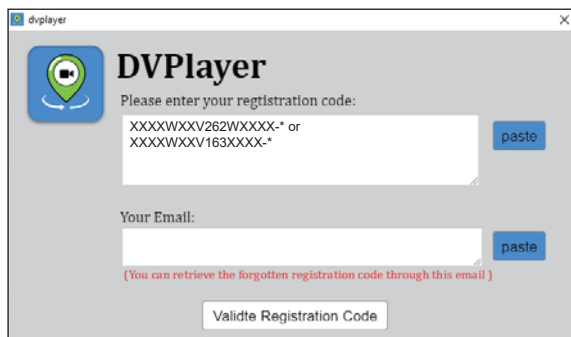 dvplayer
DVPlayer
Please enter your regtistration code:
XXXXWXXV262WXXXX-* or
XXXXWXXV163XXXX-*
paste
Your Email:
paste
(You can retrieve the forgotten registration code through this email )
Validte Registration Code